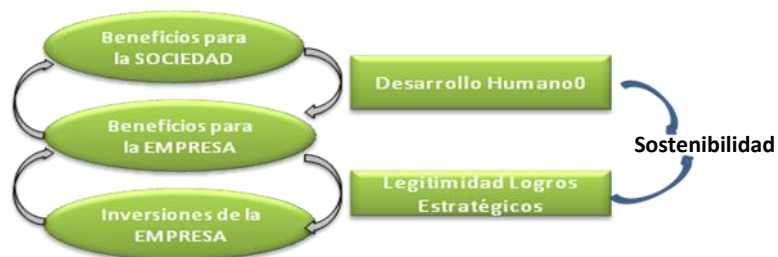 Beneficios para
la SOCIEDAD
Desarrollo Humano0
Beneficios para
la EMPRESA
Sostenibilidad
Legitimidad Logros
Estratégicos
Inversiones de la
EMPRESA